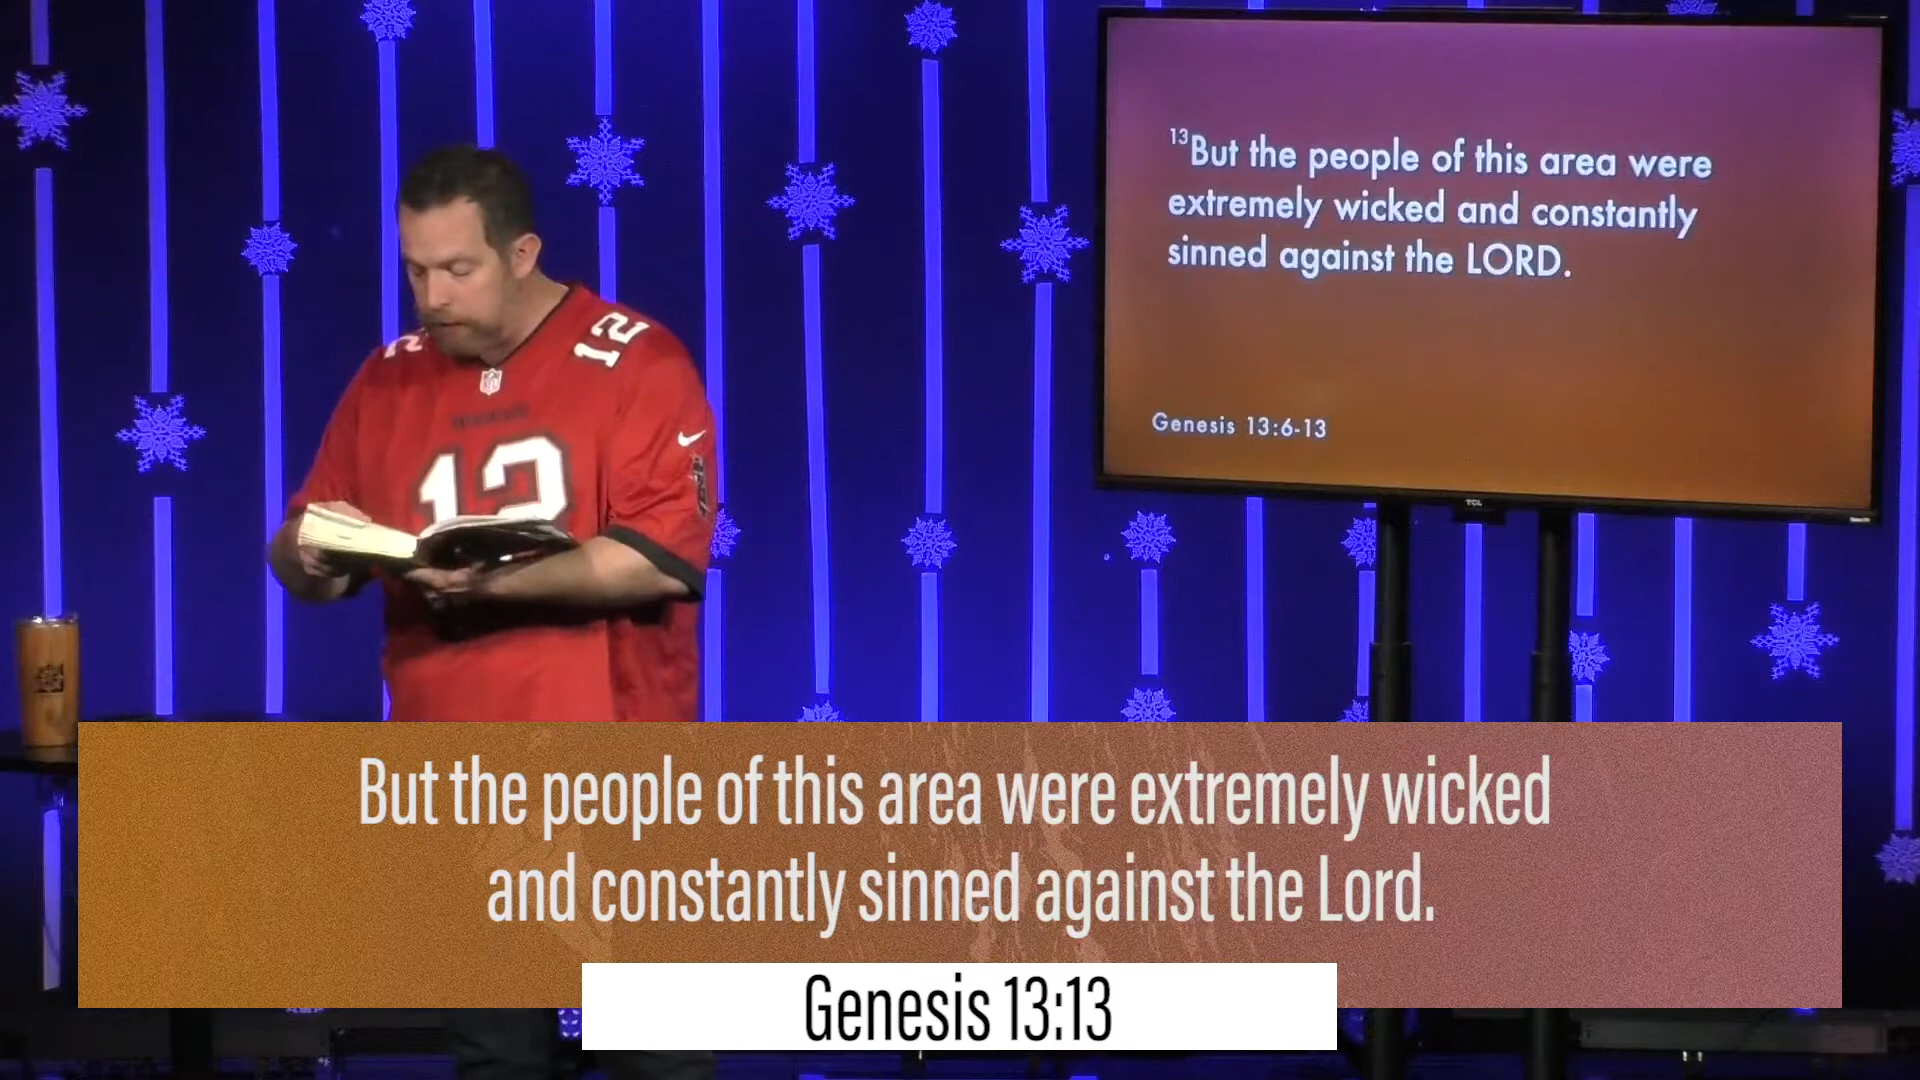 13But the people of this area were
extremely wicked and constantly
sinned against the LORD.
Genesis 13:6-13
TCL
12
12
NFL
But the people of this area were extremely wicked
and constantly sinned against the Lord.
Genesis 13:13